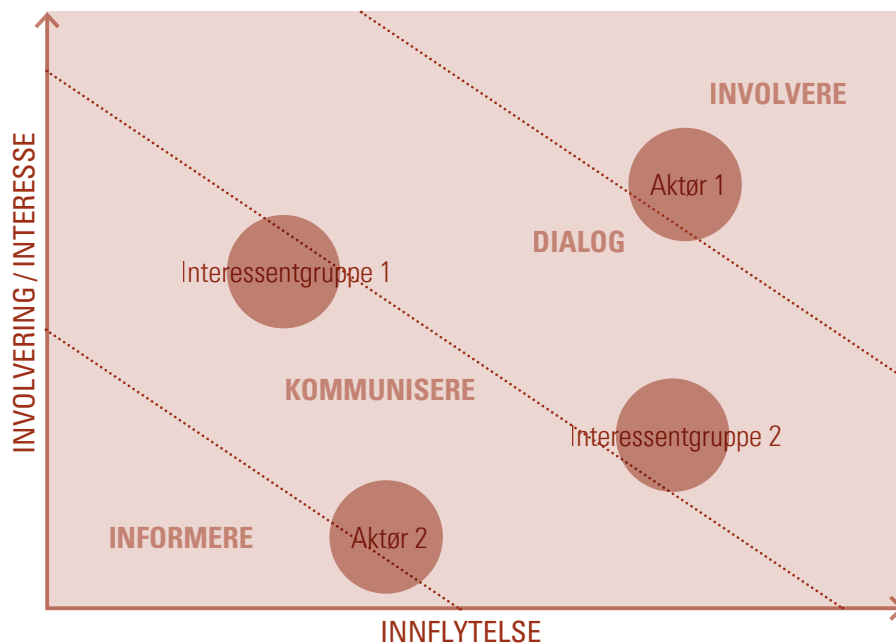 INVOLVERE
Aktør 1
DIALOG
Interessentgruppe 1
KOMMUNISERE
Interessentgruppe 2
INFORMERE
Aktør 2
INVOLVERING / INTERESSE
INNFLYTELSE